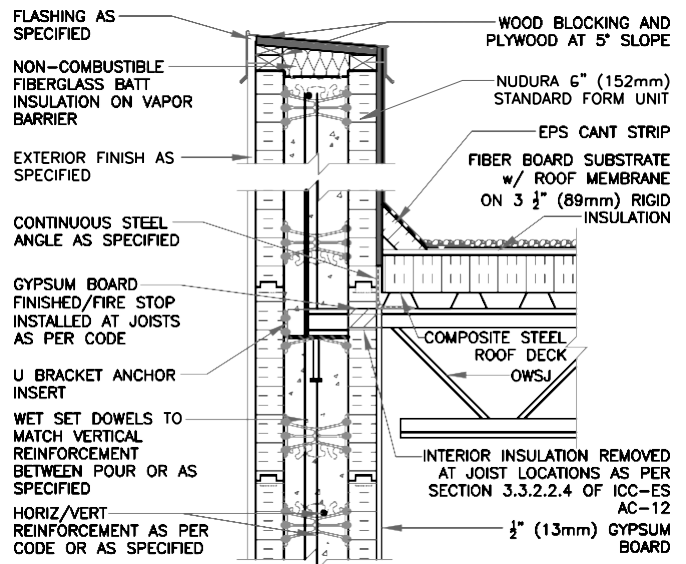 FLASHING AS
SPECIFIED
NON-COMBUSTIBLE
FIBERGLASS BATT
INSULATION ON VAPOR
BARRIER
EXTERIOR FINISH AS
SPECIFIED
CONTINUOUS STEEL
ANGLE AS SPECIFIED
GYPSUM BOARD
FINISHED/FIRE STOP
INSTALLED AT JOISTS
AS PER CODE
U BRACKET ANCHOR
INSERT
WET SET DOWELS TO
MATCH VERTICAL
REINFORCEMENT
BETWEEN POUR OR AS
SPECIFIED
HORIZ/VERT
REINFORCEMENT AS PER
CODE OR AS SPECIFIED
WOOD BLOCKING AND
PLYWOOD AT 5° SLOPE
NUDURA 6" (152mm)
STANDARD FORM UNIT
EPS CANT STRIP
FIBER BOARD SUBSTRATE
w/ ROOF MEMBRANE
ON 3 ½" (89mm) RIGID
INSULATION
COMPOSITE STEEL
ROOF DECK
OWSJ
INTERIOR INSULATION REMOVED
AT JOIST LOCATIONS AS PER
SECTION 3.3.2.2.4 OF ICC-ES
AC-12
½" (13mm) GYPSUM
BOARD